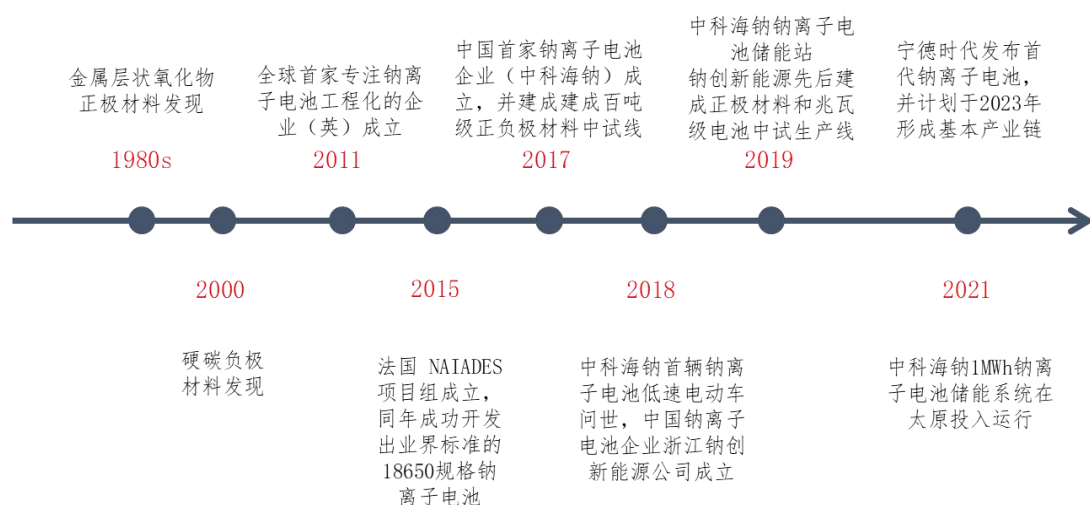 金属层状氧化物
正极材料发现
1980s
全球首家专注钠离
子电池工程化的企
业（英）成立
2011
中国首家钠离子电池
企业（中科海钠）成
立，并建成建成百吨
级正负极材料中试线
2017
中科海钠钠离子电
池储能站
钠创新能源先后建
成正极材料和兆瓦
级电池中试生产线
2019
宁德时代发布首
代钠离子电池，
并计划于2023年
形成基本产业链
2000
硬碳负极
材料发现
2015
法国 NAIADES
项目组成立，
同年成功开发
出业界标准的
18650规格钠
离子电池
2018
中科海钠首辆钠离
子电池低速电动车
问世，中国钠离子
电池企业浙江钠创
新能源公司成立
2021
中科海钠1MWh钠离
子电池储能系统在
太原投入运行